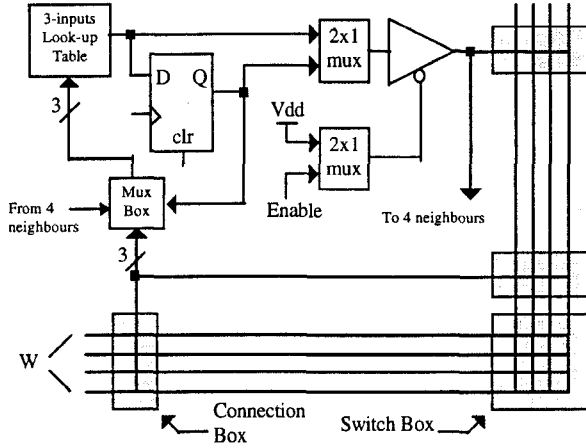 3-inputs
Look-up
Table
2x1
mux
D
Q
clr
3
Vdd
2x1
mux
Enable
Mux
Box
From 4
neighbours
To 4 neighbours
3
W
Connection
Box
Switch Box